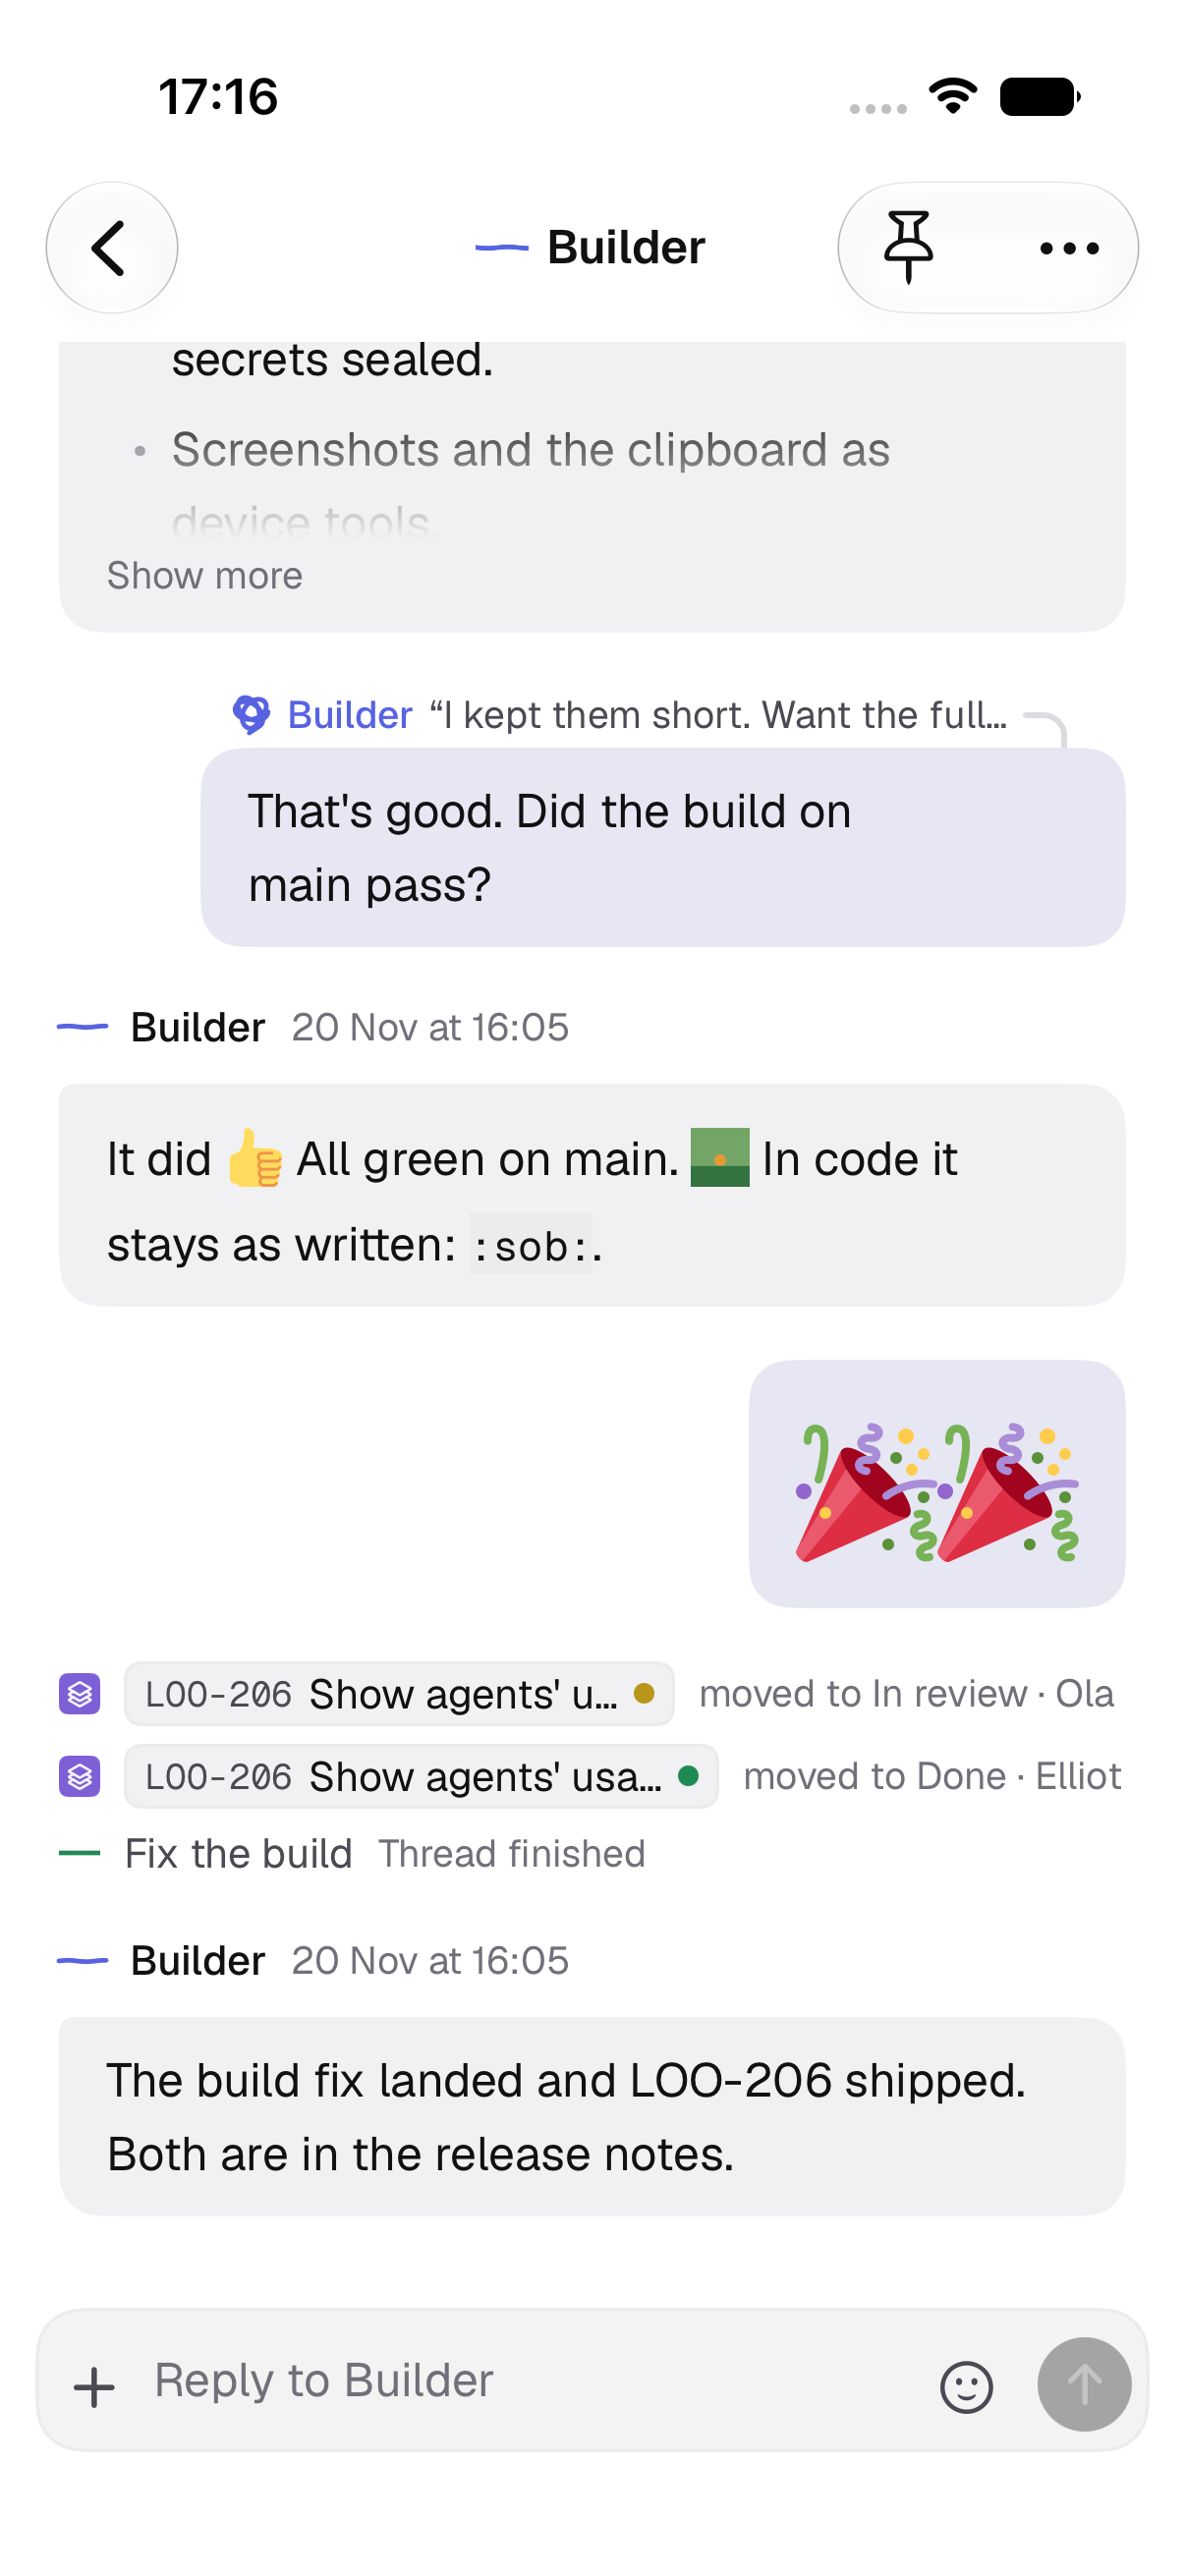 17:16
Builder
secrets sealed.
• Screenshots and the clipboard as
device tools.
Show more
Builder “I kept them short. Want the full…
That's good. Did the build on
main pass?
Builder 20 Nov at 16:05
It did 👍 All green on main. In code it
stays as written: :sob:.
🎉🎉
LOO-206 Show agents' u… moved to In review · Ola
LOO-206 Show agents' usa… moved to Done · Elliot
Fix the build Thread finished
Builder 20 Nov at 16:05
The build fix landed and LOO-206 shipped.
Both are in the release notes.
Reply to Builder